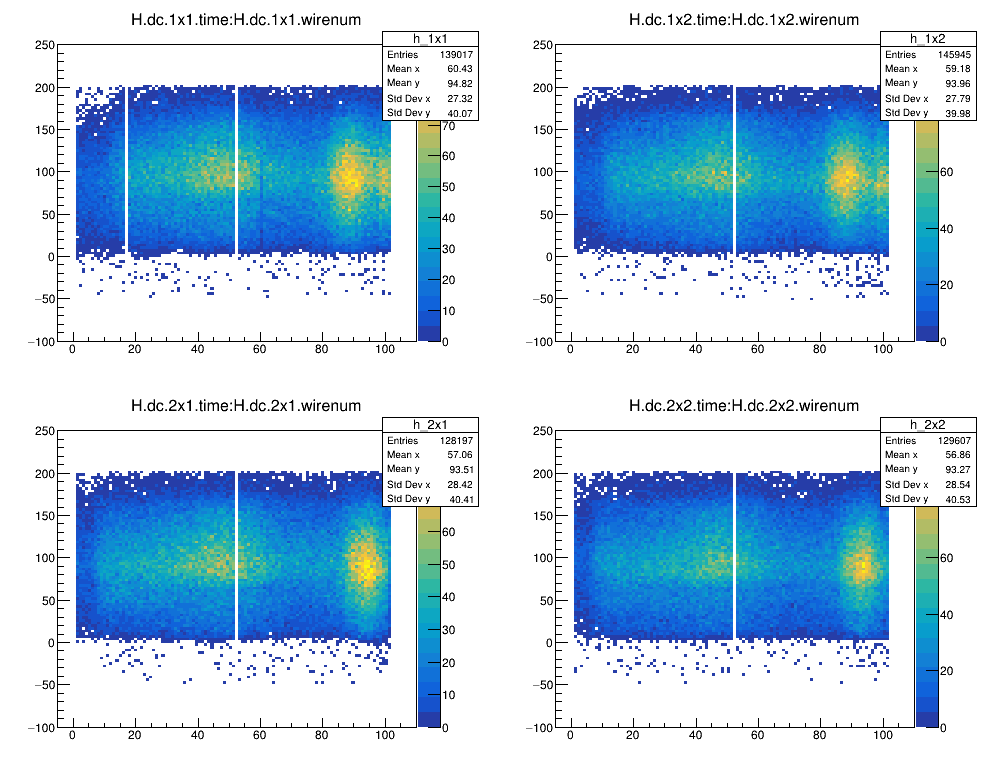 H.dc.1x1.time:H.dc.1x1.wirenum
h_1x1
Entries 139017
Mean x 60.43
Mean y 94.82
Std Dev x 27.32
Std Dev y 40.07
250
200
150
100
50
0
−50
−100
0 20 40 60 80 100
70
60
50
40
30
20
10
0
H.dc.1x2.time:H.dc.1x2.wirenum
h_1x2
Entries 145945
Mean x 59.18
Mean y 93.96
Std Dev x 27.79
Std Dev y 39.98
250
200
150
100
50
0
−50
−100
0 20 40 60 80 100
60
40
20
0
H.dc.2x1.time:H.dc.2x1.wirenum
h_2x1
Entries 128197
Mean x 57.06
Mean y 93.51
Std Dev x 28.42
Std Dev y 40.41
250
200
150
100
50
0
−50
−100
0 20 40 60 80 100
60
50
40
30
20
10
0
H.dc.2x2.time:H.dc.2x2.wirenum
h_2x2
Entries 129607
Mean x 56.86
Mean y 93.27
Std Dev x 28.54
Std Dev y 40.53
250
200
150
100
50
0
−50
−100
0 20 40 60 80 100
60
40
20
0